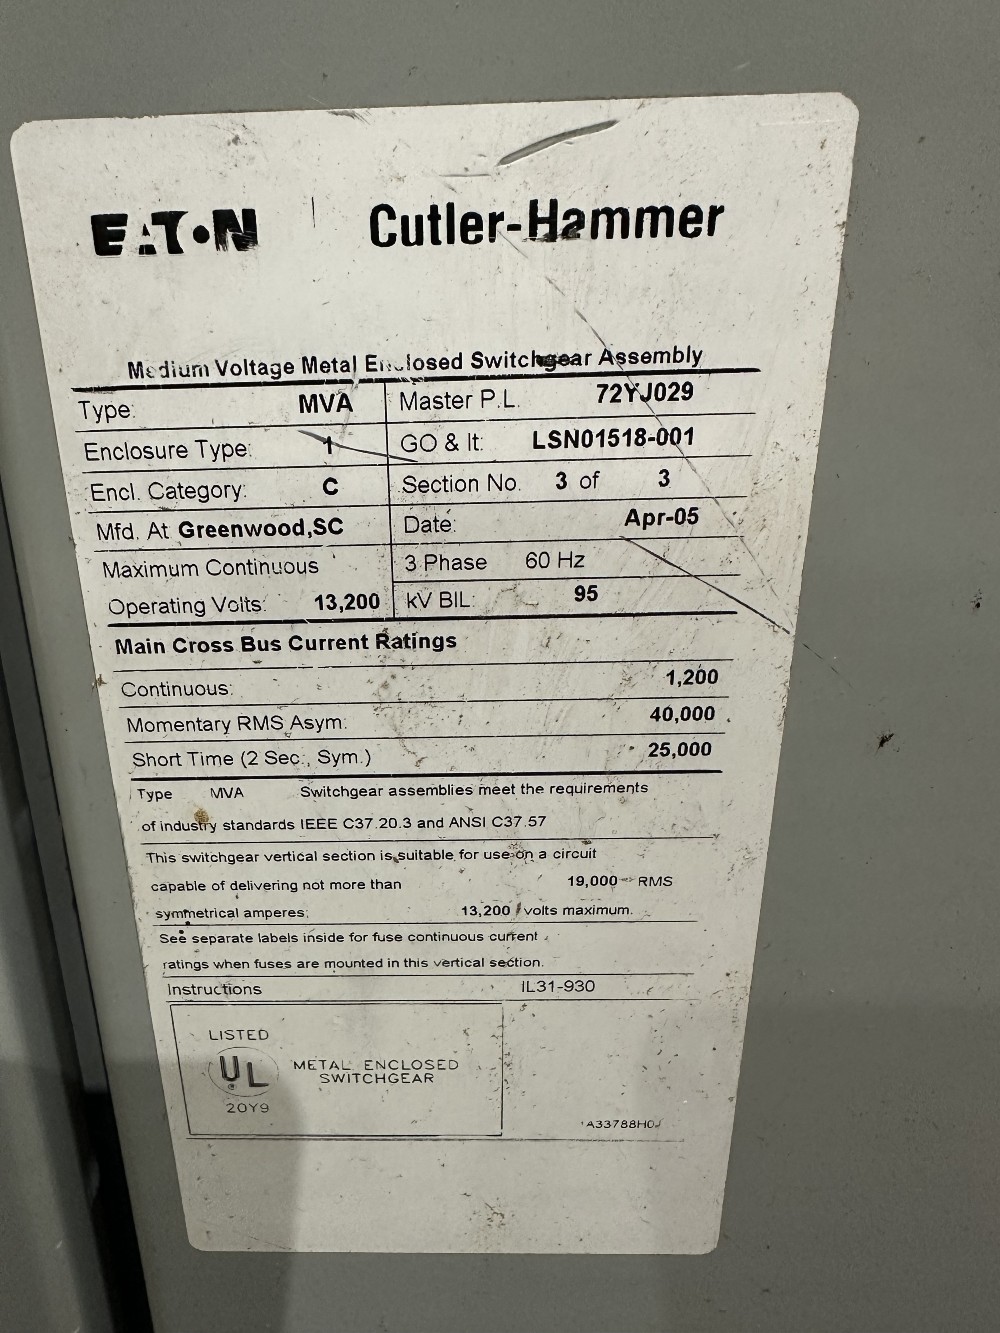 EATON Cutler-Hammer
Medium Voltage Metal Enclosed Switchgear Assembly
Type: MVA Master P.L. 72YJ029
Enclosure Type: 1 GO & It: LSN01518-001
Encl. Category: C Section No. 3 of 3
Mfd. At Greenwood,SC Date: Apr-05
Maximum Continuous 3 Phase 60 Hz
Operating Volts: 13,200 kV BIL: 95
Main Cross Bus Current Ratings
Continuous: 1,200
Momentary RMS Asym: 40,000
Short Time (2 Sec., Sym.) 25,000
Type MVA Switchgear assemblies meet the requirements
of industry standards IEEE C37.20.3 and ANSI C37.57
This switchgear vertical section is suitable for use on a circuit
capable of delivering not more than 19,000 RMS
symmetrical amperes; 13,200 volts maximum.
See separate labels inside for fuse continuous current
ratings when fuses are mounted in this vertical section.
Instructions IL31-930
LISTED
UL METAL ENCLOSED
SWITCHGEAR
20Y9